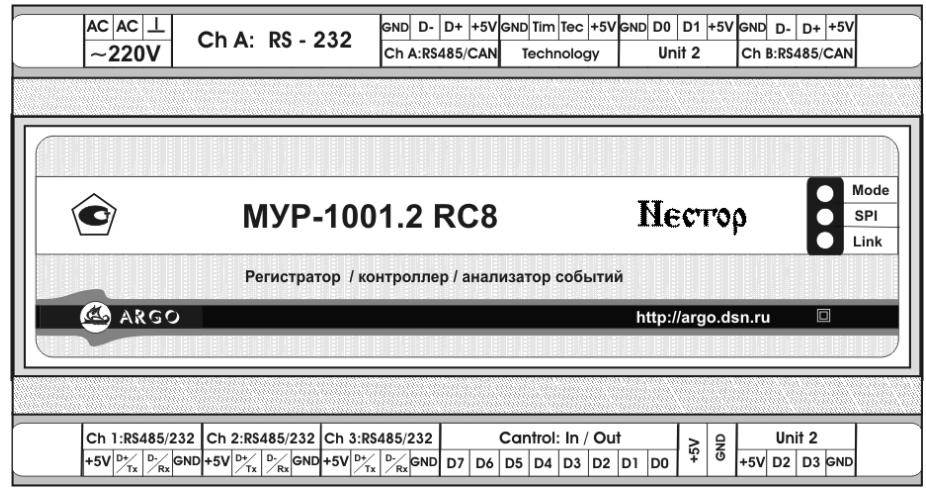 AC AC ⊥ GND D- D+ +5V GND Tim Tec +5V GND D0 D1 +5V GND D- D+ +5V
~220V Ch A: RS - 232 Ch A:RS485/CAN Technology Unit 2 Ch B:RS485/CAN
Mode
МУР-1001.2 RC8 Нестор SPI
Link
Регистратор / контроллер / анализатор событий
ARGO http://argo.dsn.ru
Ch 1:RS485/232 Ch 2:RS485/232 Ch 3:RS485/232 Cantrol: In / Out +5V GND Unit 2
+5V D+/Tx D-/Rx GND +5V D+/Tx D-/Rx GND +5V D+/Tx D-/Rx GND D7 D6 D5 D4 D3 D2 D1 D0 +5V D2 D3 GND